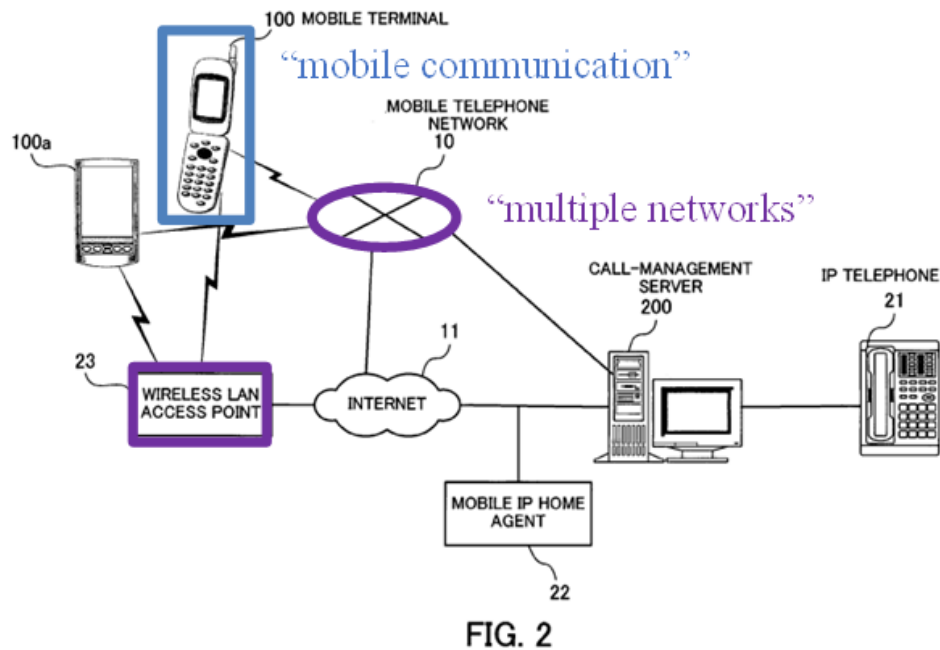 100 MOBILE TERMINAL
“mobile communication”
MOBILE TELEPHONE
NETWORK
10
100a
“multiple networks”
CALL-MANAGEMENT
SERVER
200
IP TELEPHONE
21
23
WIRELESS LAN
ACCESS POINT
11
INTERNET
MOBILE IP HOME
AGENT
22
FIG. 2